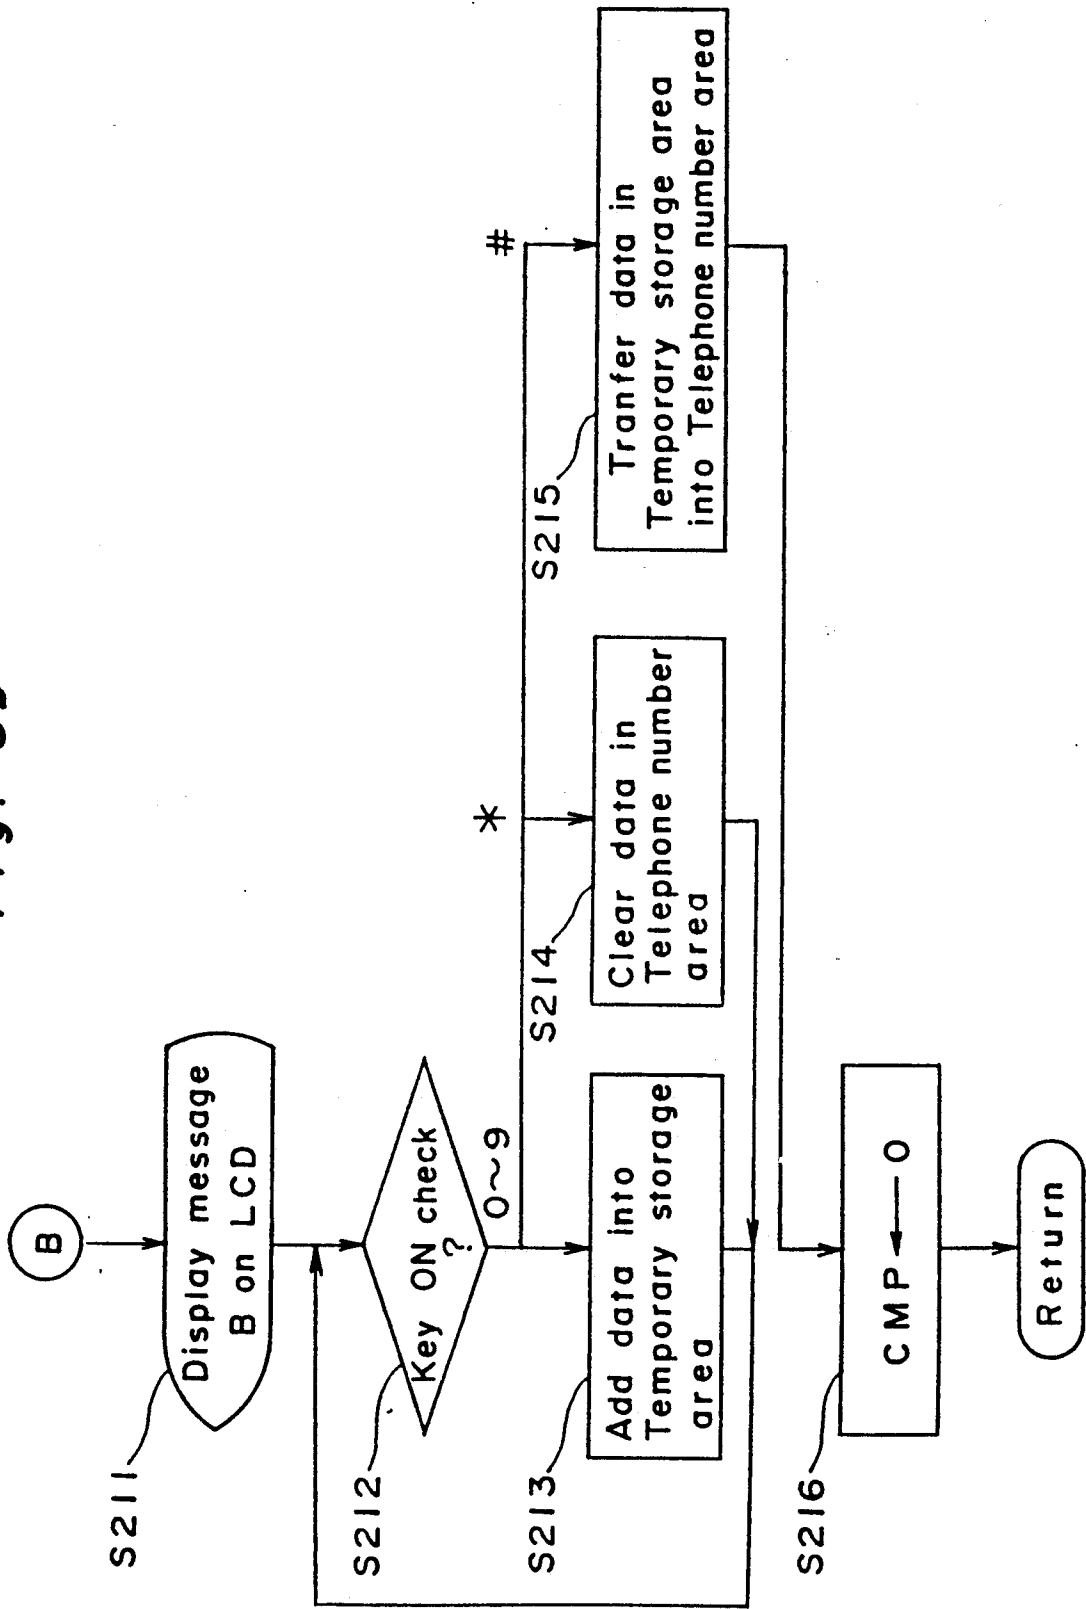 B
S211
Display message
B on LCD
S212
Key ON check
?
0~9
*
#
S213
Add data into
Temporary storage
area
S214
Clear data in
Telephone number
area
S215
Tranfer data in
Temporary storage area
into Telephone number area
S216
CMP ← 0
Return